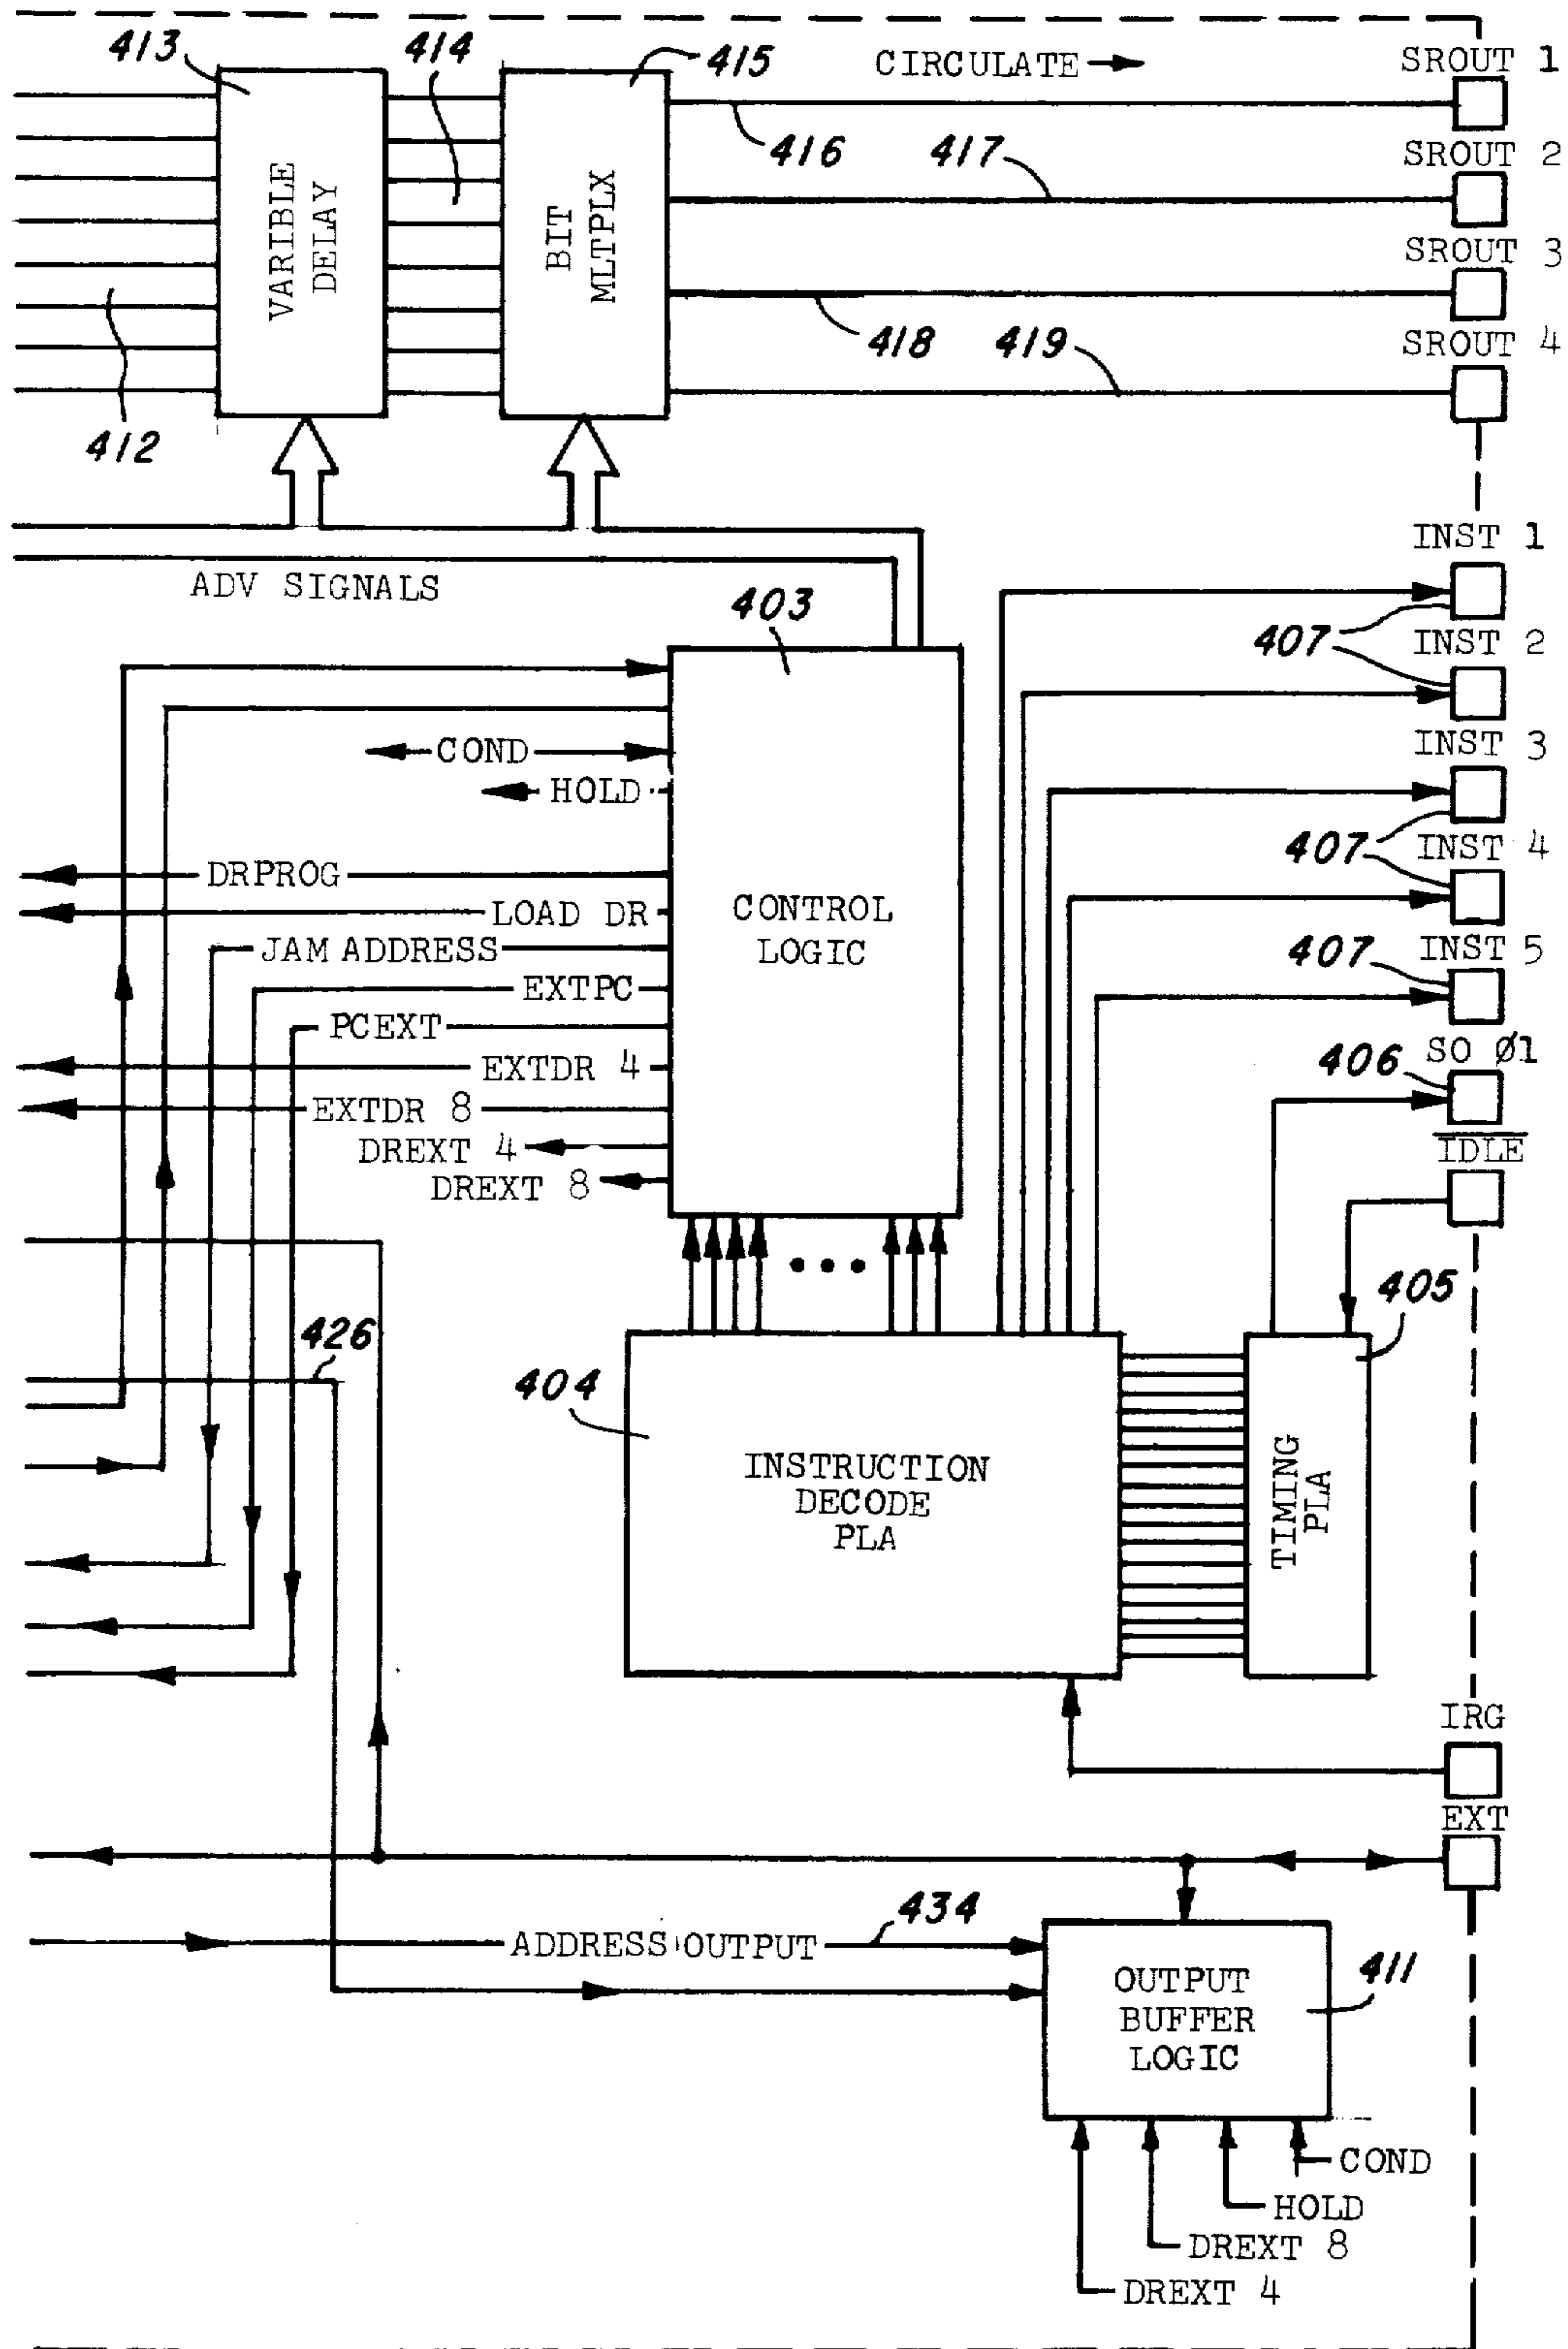 413
414
415
CIRCULATE
SROUT 1
416
417
SROUT 2
VARIBLE
DELAY
BIT
MLTPLX
SROUT 3
418
419
SROUT 4
412
INST 1
ADV SIGNALS
403
407
INST 2
COND
INST 3
HOLD
407
INST 4
DRPROG
LOAD DR
CONTROL
LOGIC
JAM ADDRESS
407
INST 5
EXTPC
PCEXT
406
SO Ø1
EXTDR 4
EXTDR 8
DREXT 4
IDLE
DREXT 8
405
426
404
INSTRUCTION
DECODE
PLA
TIMING
PLA
IRG
EXT
434
ADDRESS OUTPUT
411
OUTPUT
BUFFER
LOGIC
COND
HOLD
DREXT 8
DREXT 4